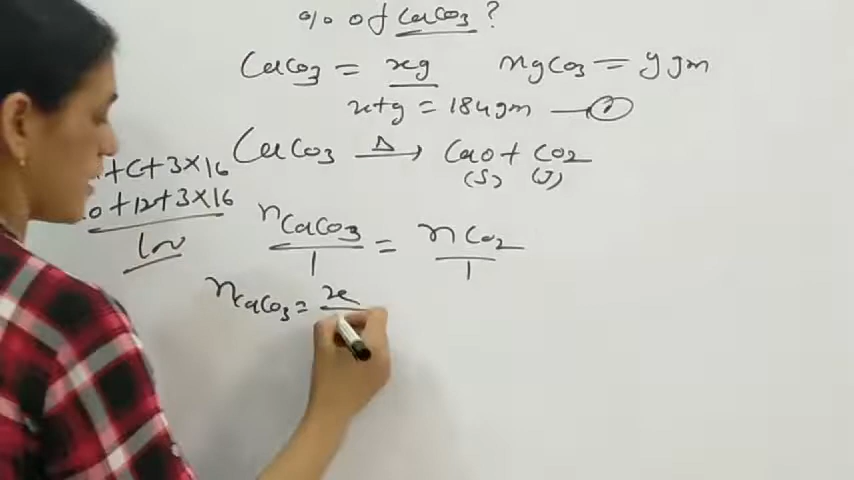 % of CaCO3 ?
CaCO3 = xg MgCO3 = y gm
x+y = 184gm — ①
CaCO3 —Δ→ CaO + CO2
(S) (g)
+C+3×16
0+12+3×16
100
nCaCO3/1 = nCO2/1
nCaCO3 = x